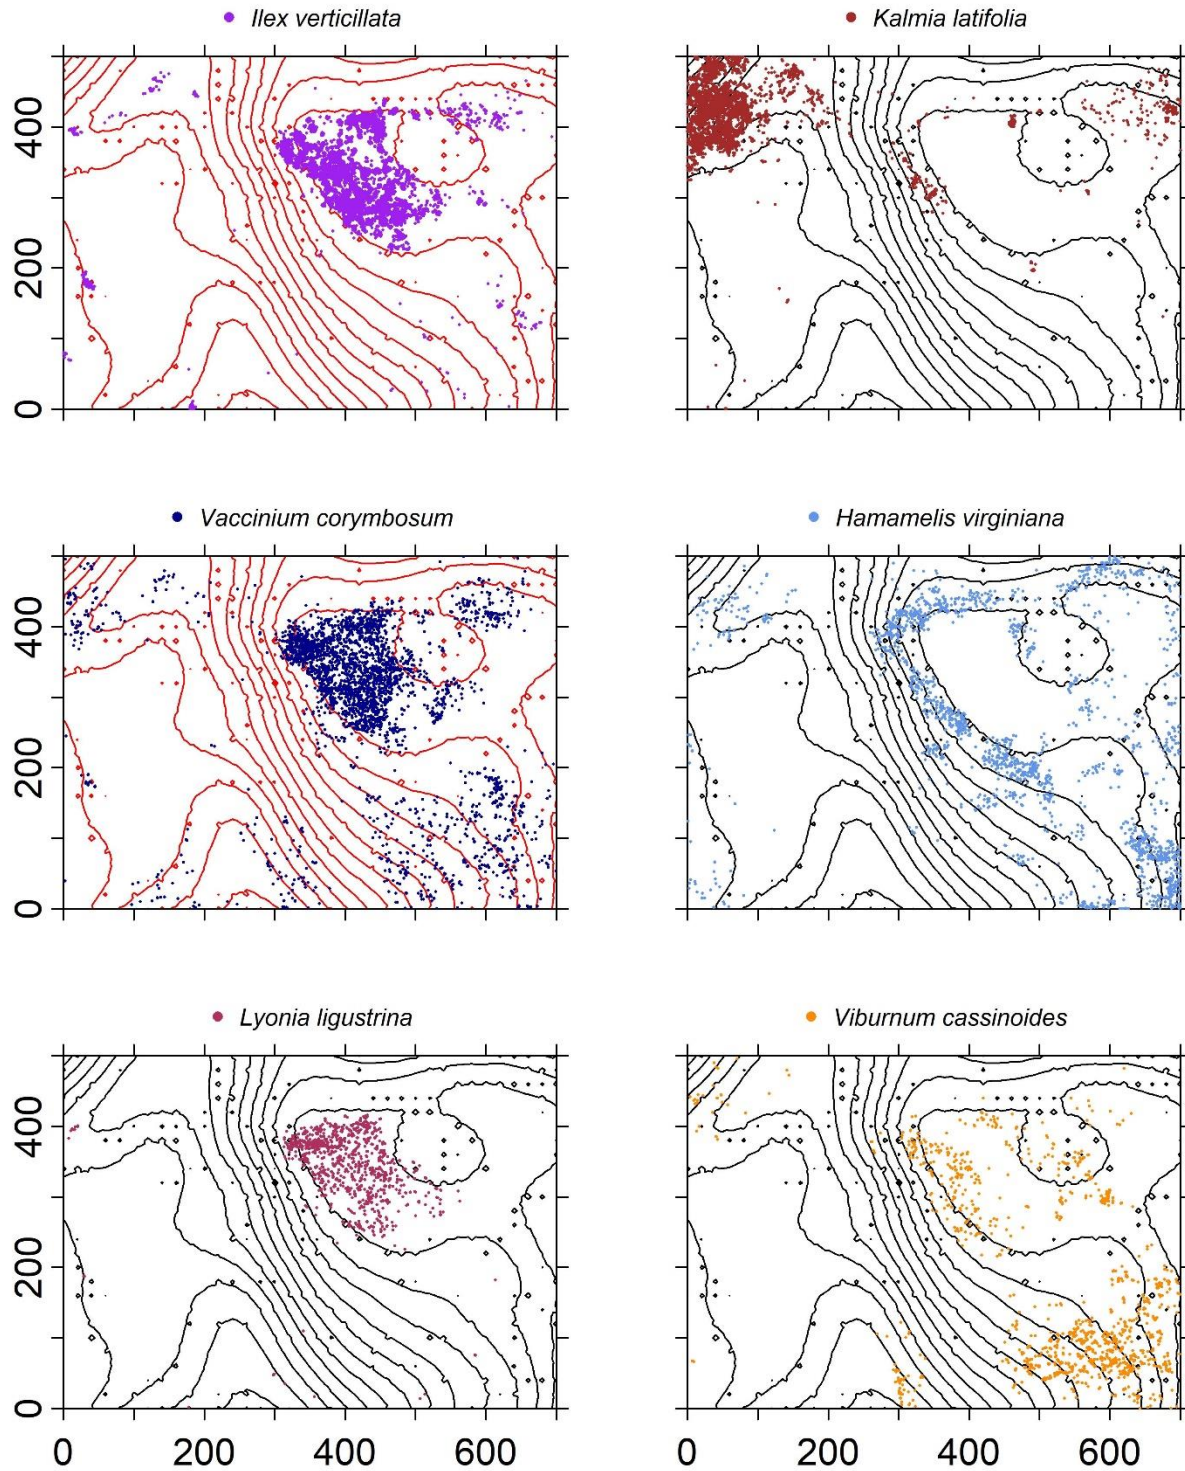 Ilex verticillata
Kalmia latifolia
400
200
0
Vaccinium corymbosum
Hamamelis virginiana
400
200
0
Lyonia ligustrina
Viburnum cassinoides
400
200
0
0 200 400 600
0 200 400 600